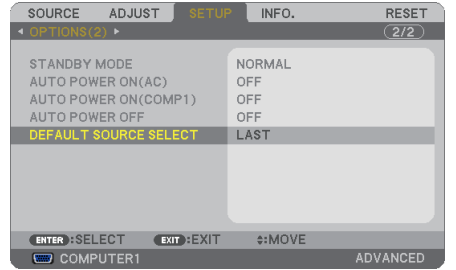 SOURCE ADJUST SETUP INFO. RESET
OPTIONS(2) 2/2
STANDBY MODE NORMAL
AUTO POWER ON(AC) OFF
AUTO POWER ON(COMP1) OFF
AUTO POWER OFF OFF
DEFAULT SOURCE SELECT LAST
ENTER :SELECT EXIT :EXIT :MOVE
COMPUTER1 ADVANCED